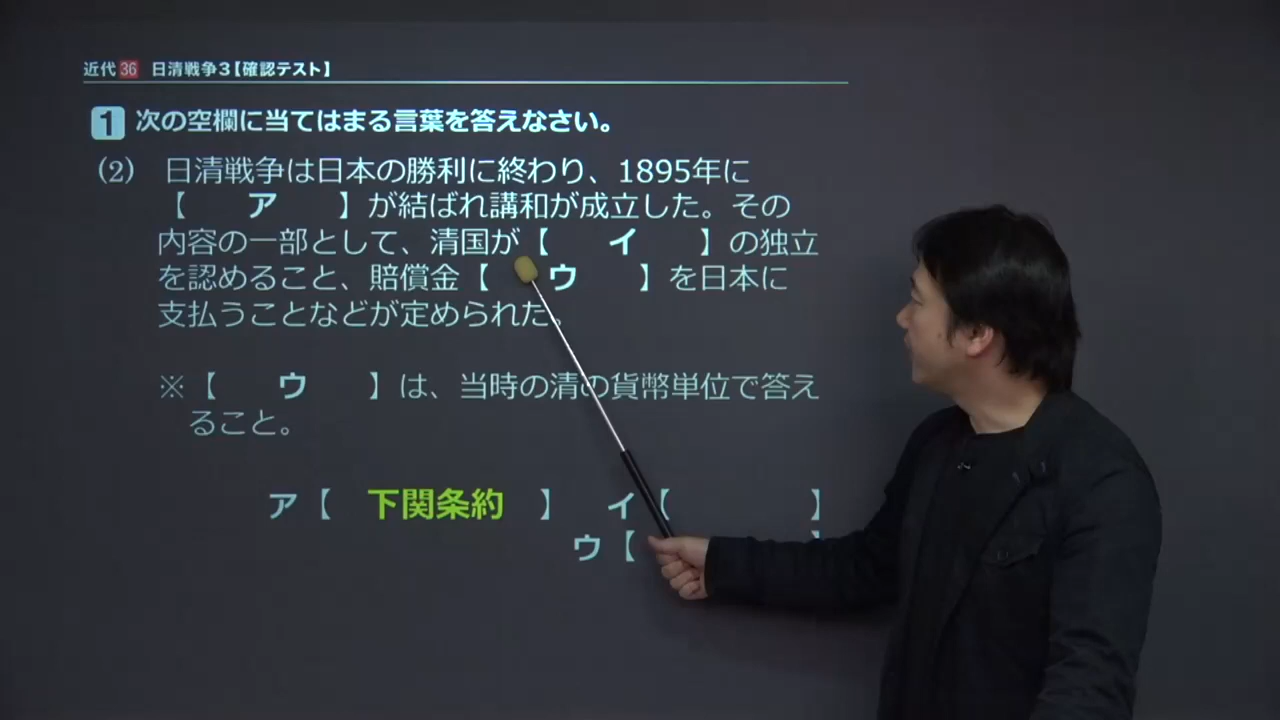 近代 36 日清戦争3【確認テスト】
1 次の空欄に当てはまる言葉を答えなさい。
(2) 日清戦争は日本の勝利に終わり、1895年に
【 ア 】が結ばれ講和が成立した。その
内容の一部として、清国が【 イ 】の独立
を認めること、賠償金【 ウ 】を日本に
支払うことなどが定められた。
※【 ウ 】は、当時の清の貨幣単位で答え
ること。
ア【 下関条約 】 イ【 】
ウ【 】